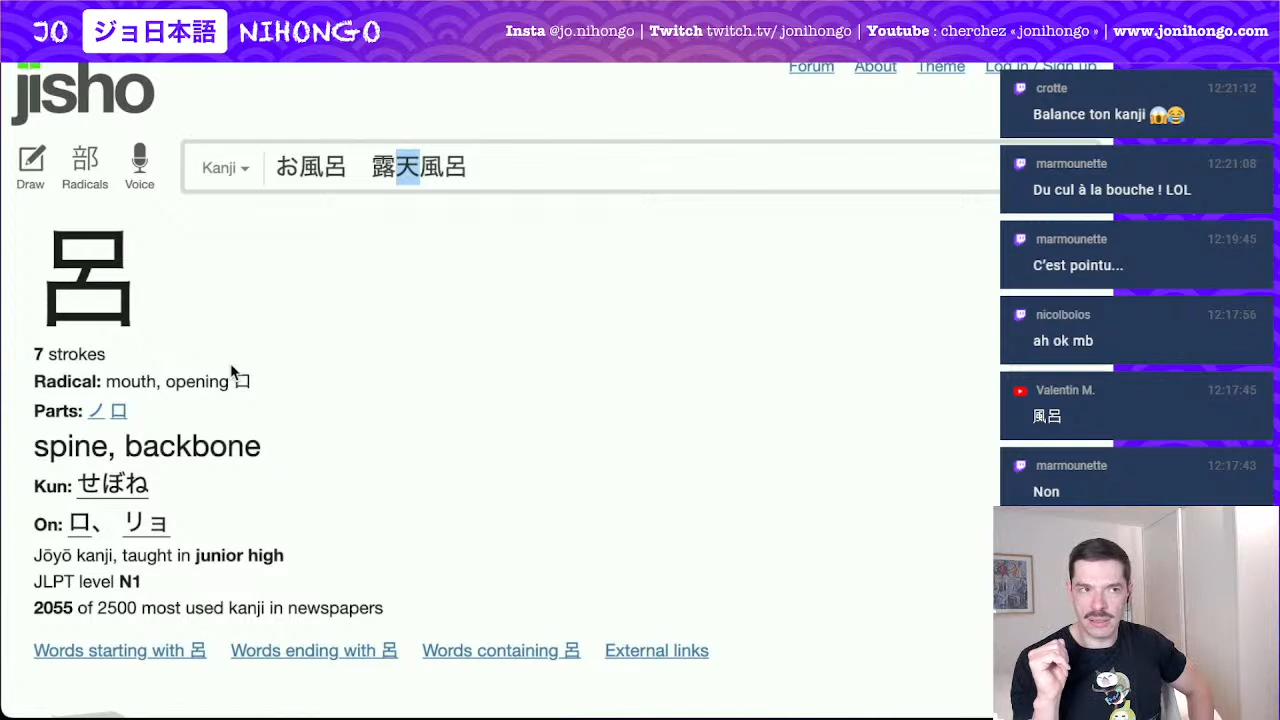 JO ジョ日本語 NIHONGO
Insta @jo.nihongo | Twitch twitch.tv/jonihongo | Youtube : cherchez « jonihongo » | www.jonihongo.com
jisho
Forum About Theme Log in / Sign up
Draw Radicals Voice
Kanji お風呂　露天風呂
呂
7 strokes
Radical: mouth, opening 口
Parts: ノ 口
spine, backbone
Kun: せぼね
On: ロ、 リョ
Jōyō kanji, taught in junior high
JLPT level N1
2055 of 2500 most used kanji in newspapers
Words starting with 呂 Words ending with 呂 Words containing 呂 External links
crotte 12:21:12
Balance ton kanji 😱😂
marmounette 12:21:08
Du cul à la bouche ! LOL
marmounette 12:19:45
C'est pointu...
nicolbolos 12:17:56
ah ok mb
Valentin M. 12:17:45
風呂
marmounette 12:17:43
Non